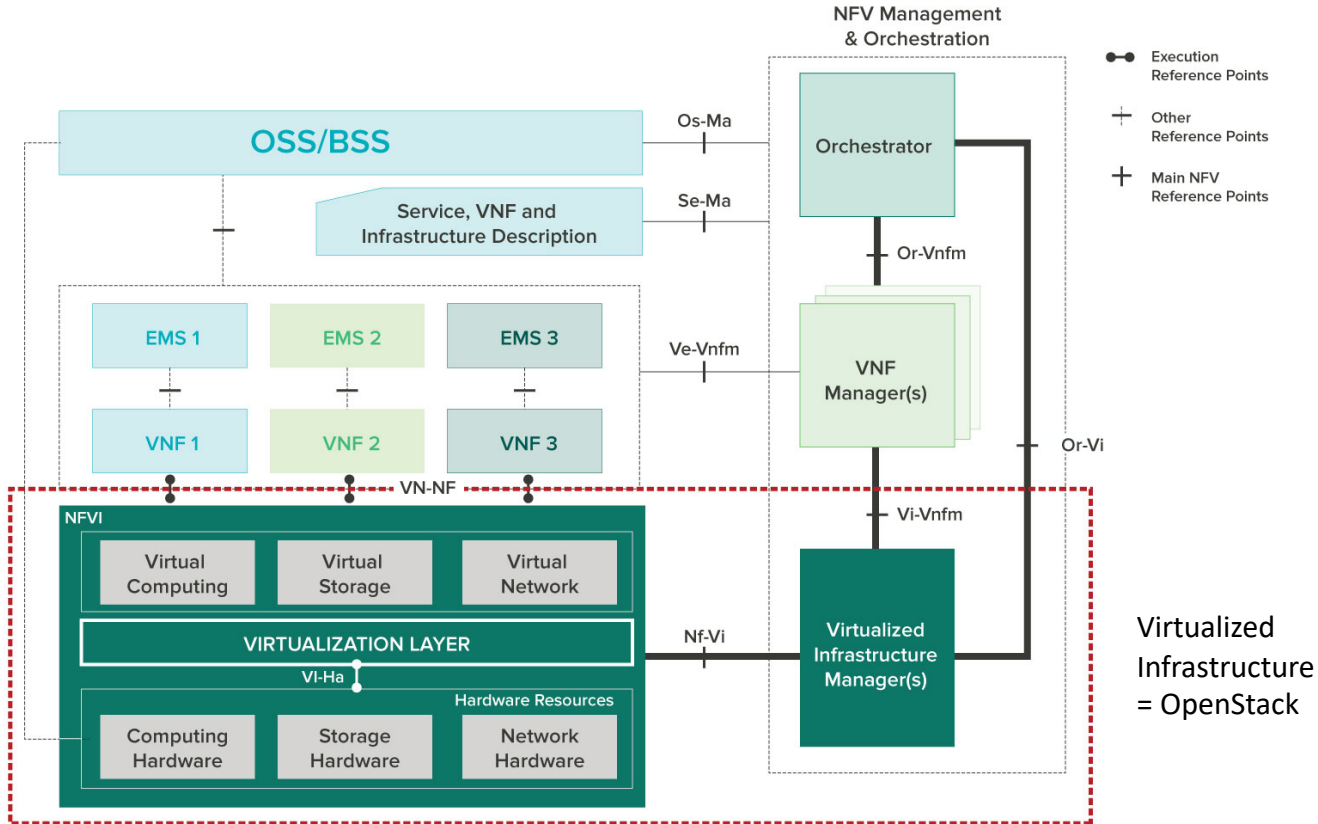 NFV Management
& Orchestration
Execution
Reference Points
Other
Reference Points
Main NFV
Reference Points
OSS/BSS
Os-Ma
Orchestrator
Service, VNF and
Infrastructure Description
Se-Ma
Or-Vnfm
EMS 1
EMS 2
EMS 3
Ve-Vnfm
VNF
Manager(s)
VNF 1
VNF 2
VNF 3
Or-Vi
VN-NF
Vi-Vnfm
NFVI
Virtual
Computing
Virtual
Storage
Virtual
Network
VIRTUALIZATION LAYER
Nf-Vi
Virtualized
Infrastructure
Manager(s)
VI-Ha
Hardware Resources
Computing
Hardware
Storage
Hardware
Network
Hardware
Virtualized
Infrastructure
= OpenStack